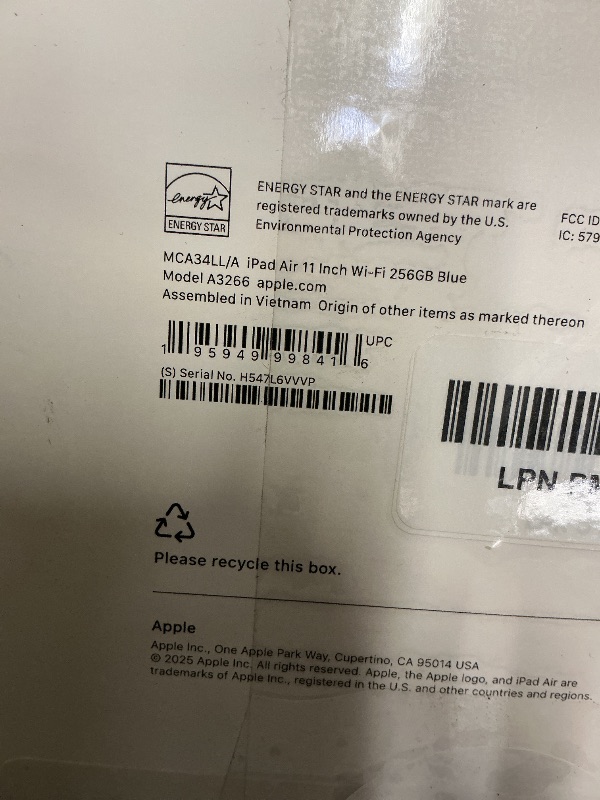 energy
ENERGY STAR
ENERGY STAR and the ENERGY STAR mark are
registered trademarks owned by the U.S.
Environmental Protection Agency
FCC ID
IC: 579
MCA34LL/A iPad Air 11 Inch Wi-Fi 256GB Blue
Model A3266 apple.com
Assembled in Vietnam Origin of other items as marked thereon
UPC
1 95949 99841 6
(S) Serial No. H547L6VVVP
LPN
Please recycle this box.
Apple
Apple Inc., One Apple Park Way, Cupertino, CA 95014 USA
© 2025 Apple Inc. All rights reserved. Apple, the Apple logo, and iPad Air are
trademarks of Apple Inc., registered in the U.S. and other countries and regions.